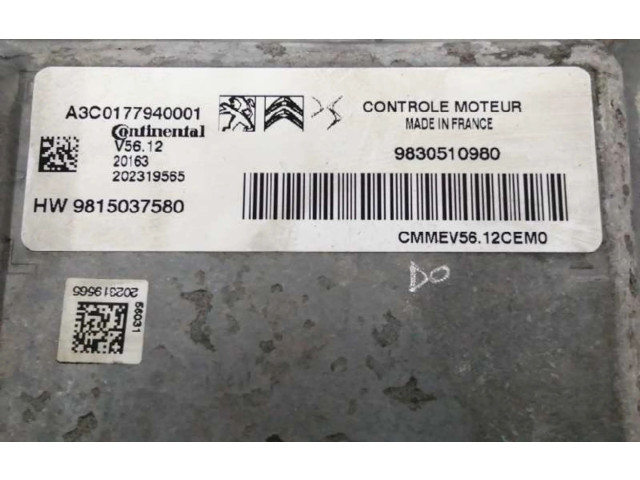 A3C0177940001
Continental
V56.12
20163
202319565
HW 9815037580
DS
CONTROLE MOTEUR
MADE IN FRANCE
9830510980
CMMEV56.12CEM0
DO
56031
202319565